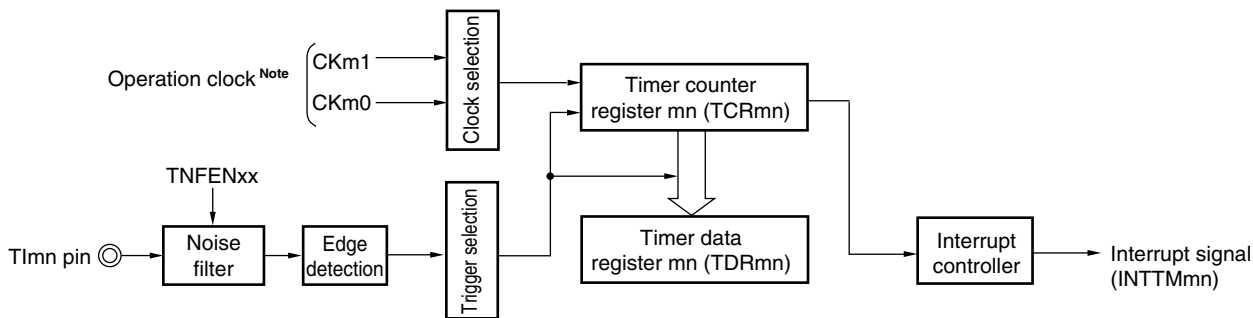 Operation clock Note
CKm1
CKm0
Clock selection
Timer counter
register mn (TCRmn)
TNFENxx
TImn pin
Noise
filter
Edge
detection
Trigger selection
Timer data
register mn (TDRmn)
Interrupt
controller
Interrupt signal
(INTTMmn)